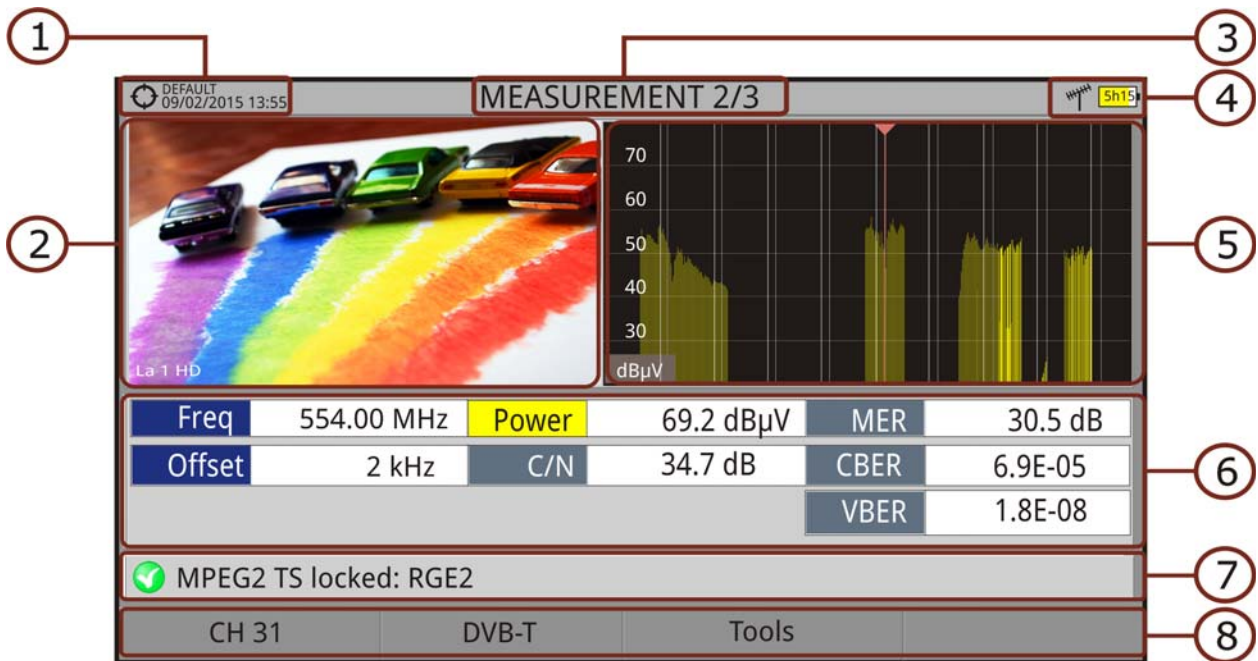 1
3
DEFAULT
09/02/2015 13:55
MEASUREMENT 2/3
5h15
4
2
La 1 HD
70
60
50
40
30
dBµV
5
Freq 554.00 MHz Power 69.2 dBµV MER 30.5 dB
Offset 2 kHz C/N 34.7 dB CBER 6.9E-05
VBER 1.8E-08
6
MPEG2 TS locked: RGE2
7
CH 31 DVB-T Tools
8